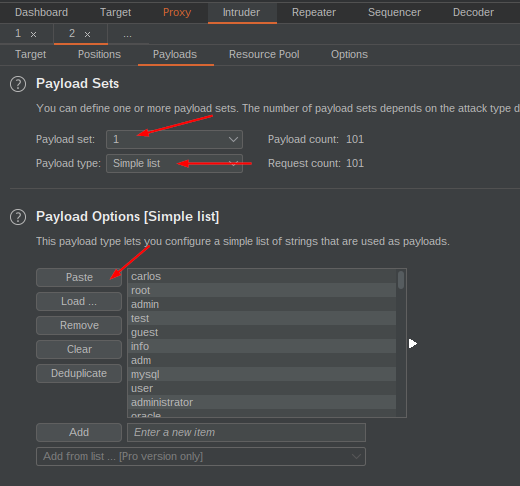 Dashboard Target Proxy Intruder Repeater Sequencer Decoder
1 × 2 × ...
Target Positions Payloads Resource Pool Options
? Payload Sets
You can define one or more payload sets. The number of payload sets depends on the attack type d
Payload set: 1 Payload count: 101
Payload type: Simple list Request count: 101
? Payload Options [Simple list]
This payload type lets you configure a simple list of strings that are used as payloads.
Paste
Load ...
Remove
Clear
Deduplicate
carlos
root
admin
test
guest
info
adm
mysql
user
administrator
oracle
Add Enter a new item
Add from list ... [Pro version only]